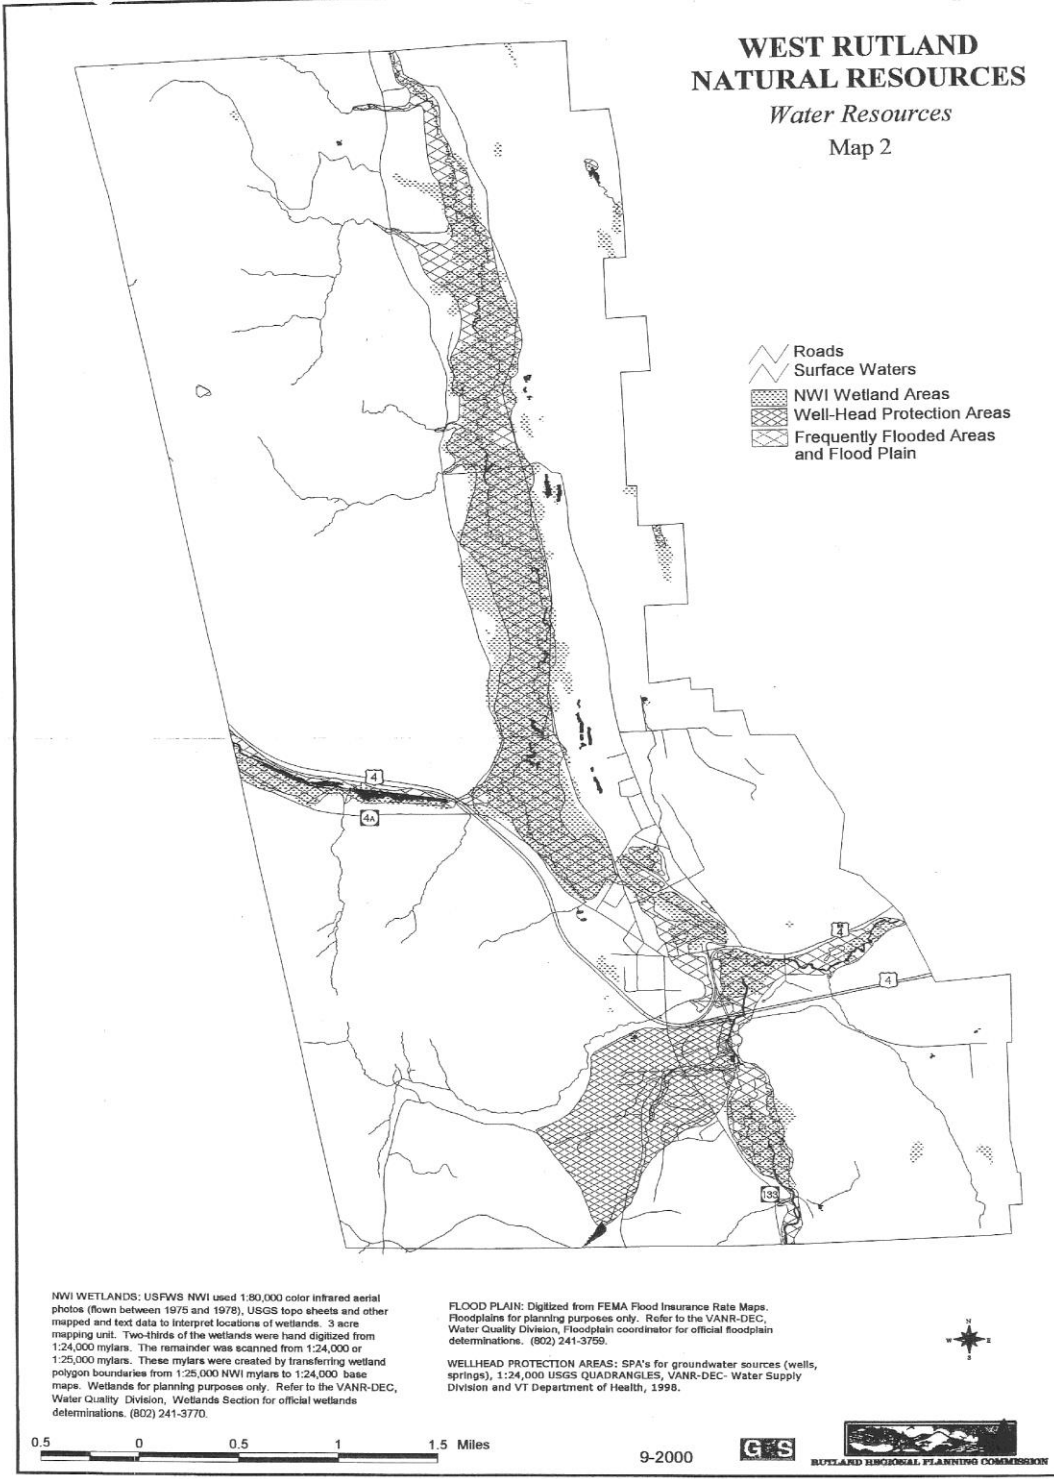 WEST RUTLAND
NATURAL RESOURCES
Water Resources
Map 2
Roads
Surface Waters
NWI Wetland Areas
Well-Head Protection Areas
Frequently Flooded Areas
and Flood Plain
4
4A
4
4
133
NWI WETLANDS: USFWS NWI used 1:80,000 color infrared aerial
photos (flown between 1975 and 1978), USGS topo sheets and other
mapped and text data to interpret locations of wetlands. 3 acre
mapping unit. Two-thirds of the wetlands were hand digitized from
1:24,000 mylars. The remainder was scanned from 1:24,000 or
1:25,000 mylars. These mylars were created by transferring wetland
polygon boundaries from 1:25,000 NWI mylars to 1:24,000 base
maps. Wetlands for planning purposes only. Refer to the VANR-DEC,
Water Quality Division, Wetlands Section for official wetlands
determinations. (802) 241-3770.
FLOOD PLAIN: Digitized from FEMA Flood Insurance Rate Maps.
Floodplains for planning purposes only. Refer to the VANR-DEC,
Water Quality Division, Floodplain coordinator for official floodplain
determinations. (802) 241-3759.
WELLHEAD PROTECTION AREAS: SPA's for groundwater sources (wells,
springs), 1:24,000 USGS QUADRANGLES, VANR-DEC- Water Supply
Division and VT Department of Health, 1998.
N
W E
S
0.5 0 0.5 1 1.5 Miles
9-2000
GIS
RUTLAND REGIONAL PLANNING COMMISSION